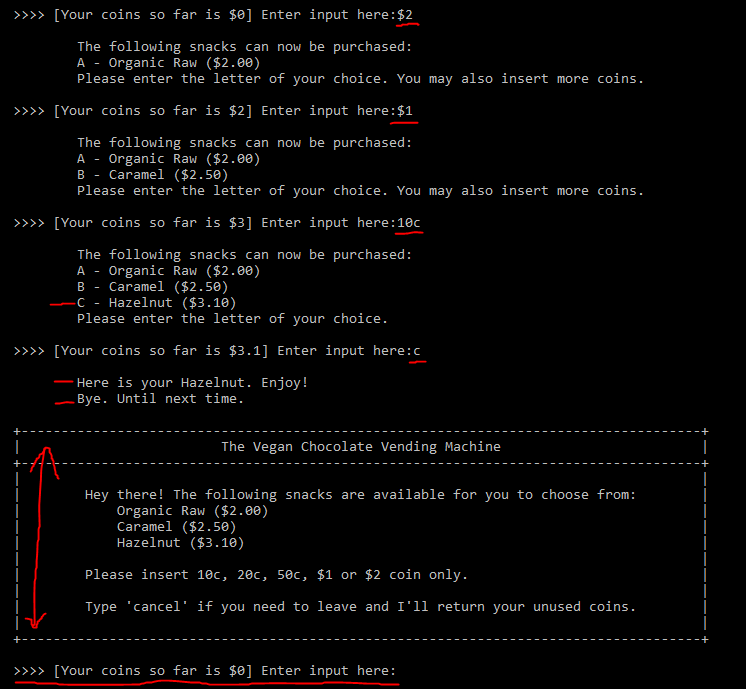 >>>> [Your coins so far is $0] Enter input here:$2
The following snacks can now be purchased:
A - Organic Raw ($2.00)
Please enter the letter of your choice. You may also insert more coins.
>>>> [Your coins so far is $2] Enter input here:$1
The following snacks can now be purchased:
A - Organic Raw ($2.00)
B - Caramel ($2.50)
Please enter the letter of your choice. You may also insert more coins.
>>>> [Your coins so far is $3] Enter input here:10c
The following snacks can now be purchased:
A - Organic Raw ($2.00)
B - Caramel ($2.50)
C - Hazelnut ($3.10)
Please enter the letter of your choice.
>>>> [Your coins so far is $3.1] Enter input here:c
Here is your Hazelnut. Enjoy!
Bye. Until next time.
The Vegan Chocolate Vending Machine
Hey there! The following snacks are available for you to choose from:
Organic Raw ($2.00)
Caramel ($2.50)
Hazelnut ($3.10)
Please insert 10c, 20c, 50c, $1 or $2 coin only.
Type 'cancel' if you need to leave and I'll return your unused coins.
>>>> [Your coins so far is $0] Enter input here: